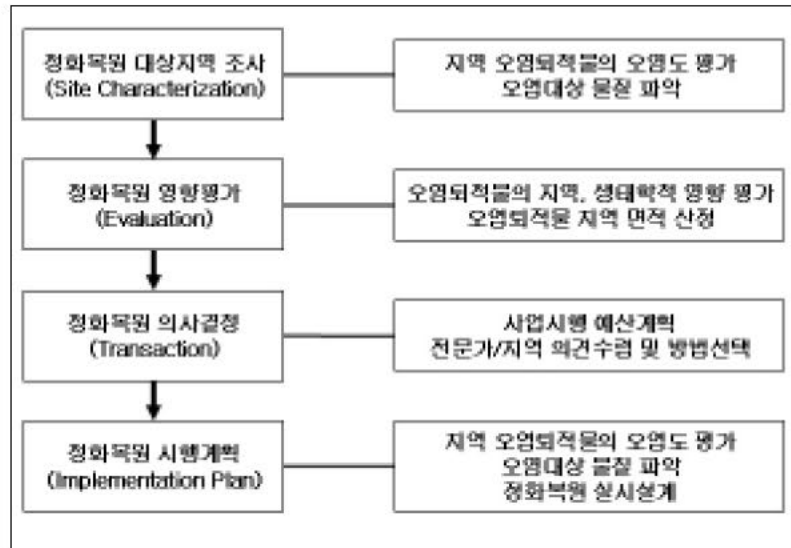 정화복원 대상지역 조사
(Site Characterization)
지역 오염퇴적물의 오염도 평가
오염대상 물질 파악
정화복원 영향평가
(Evaluation)
오염퇴적물의 지역, 생태학적 영향 평가
오염퇴적물 지역 면적 산정
정화복원 의사결정
(Transaction)
사업시행 예산계획
전문가/지역 의견수렴 및 방법선택
정화복원 시행계획
(Implementation Plan)
지역 오염퇴적물의 오염도 평가
오염대상 물질 파악
정화복원 실시설계